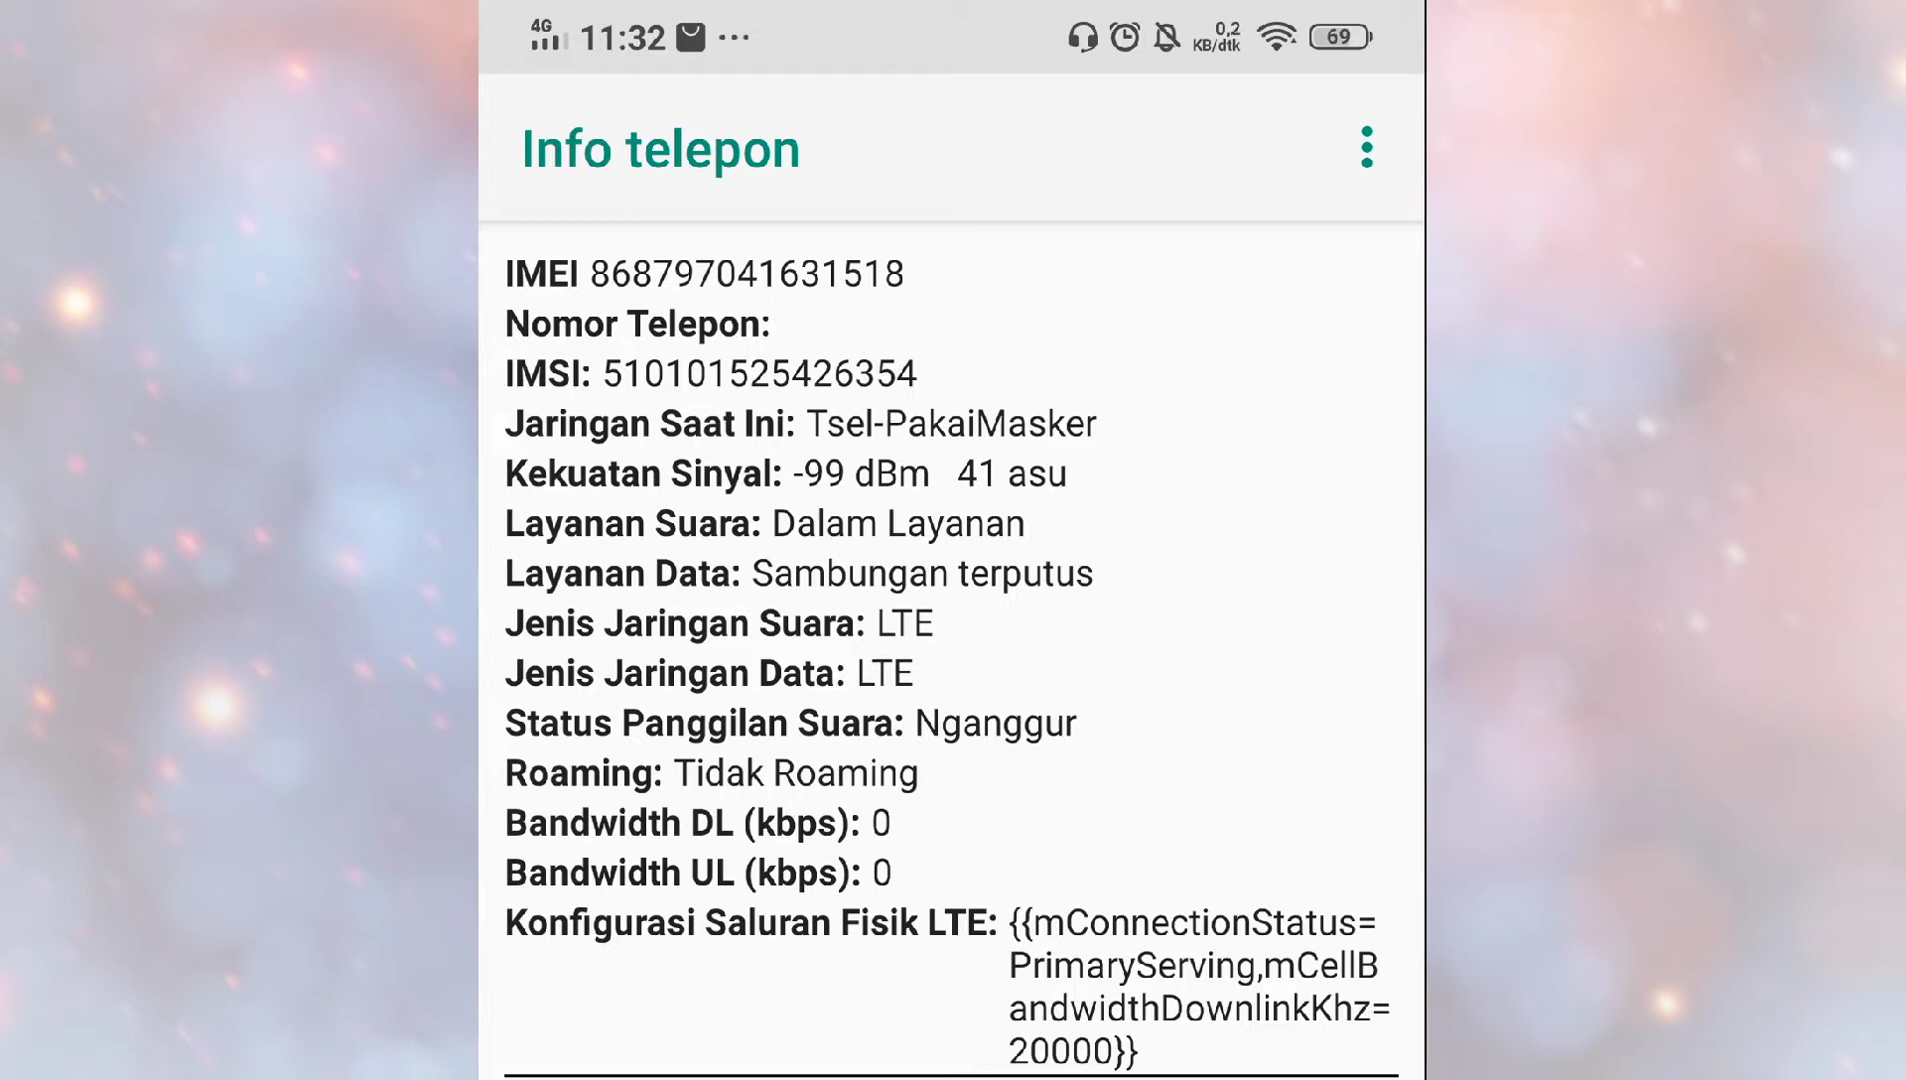 4G 11:32 ... 0,2 KB/dtk 69
Info telepon
IMEI 868797041631518
Nomor Telepon:
IMSI: 510101525426354
Jaringan Saat Ini: Tsel-PakaiMasker
Kekuatan Sinyal: -99 dBm 41 asu
Layanan Suara: Dalam Layanan
Layanan Data: Sambungan terputus
Jenis Jaringan Suara: LTE
Jenis Jaringan Data: LTE
Status Panggilan Suara: Nganggur
Roaming: Tidak Roaming
Bandwidth DL (kbps): 0
Bandwidth UL (kbps): 0
Konfigurasi Saluran Fisik LTE: {{mConnectionStatus=
PrimaryServing,mCellB
andwidthDownlinkKhz=
20000}}